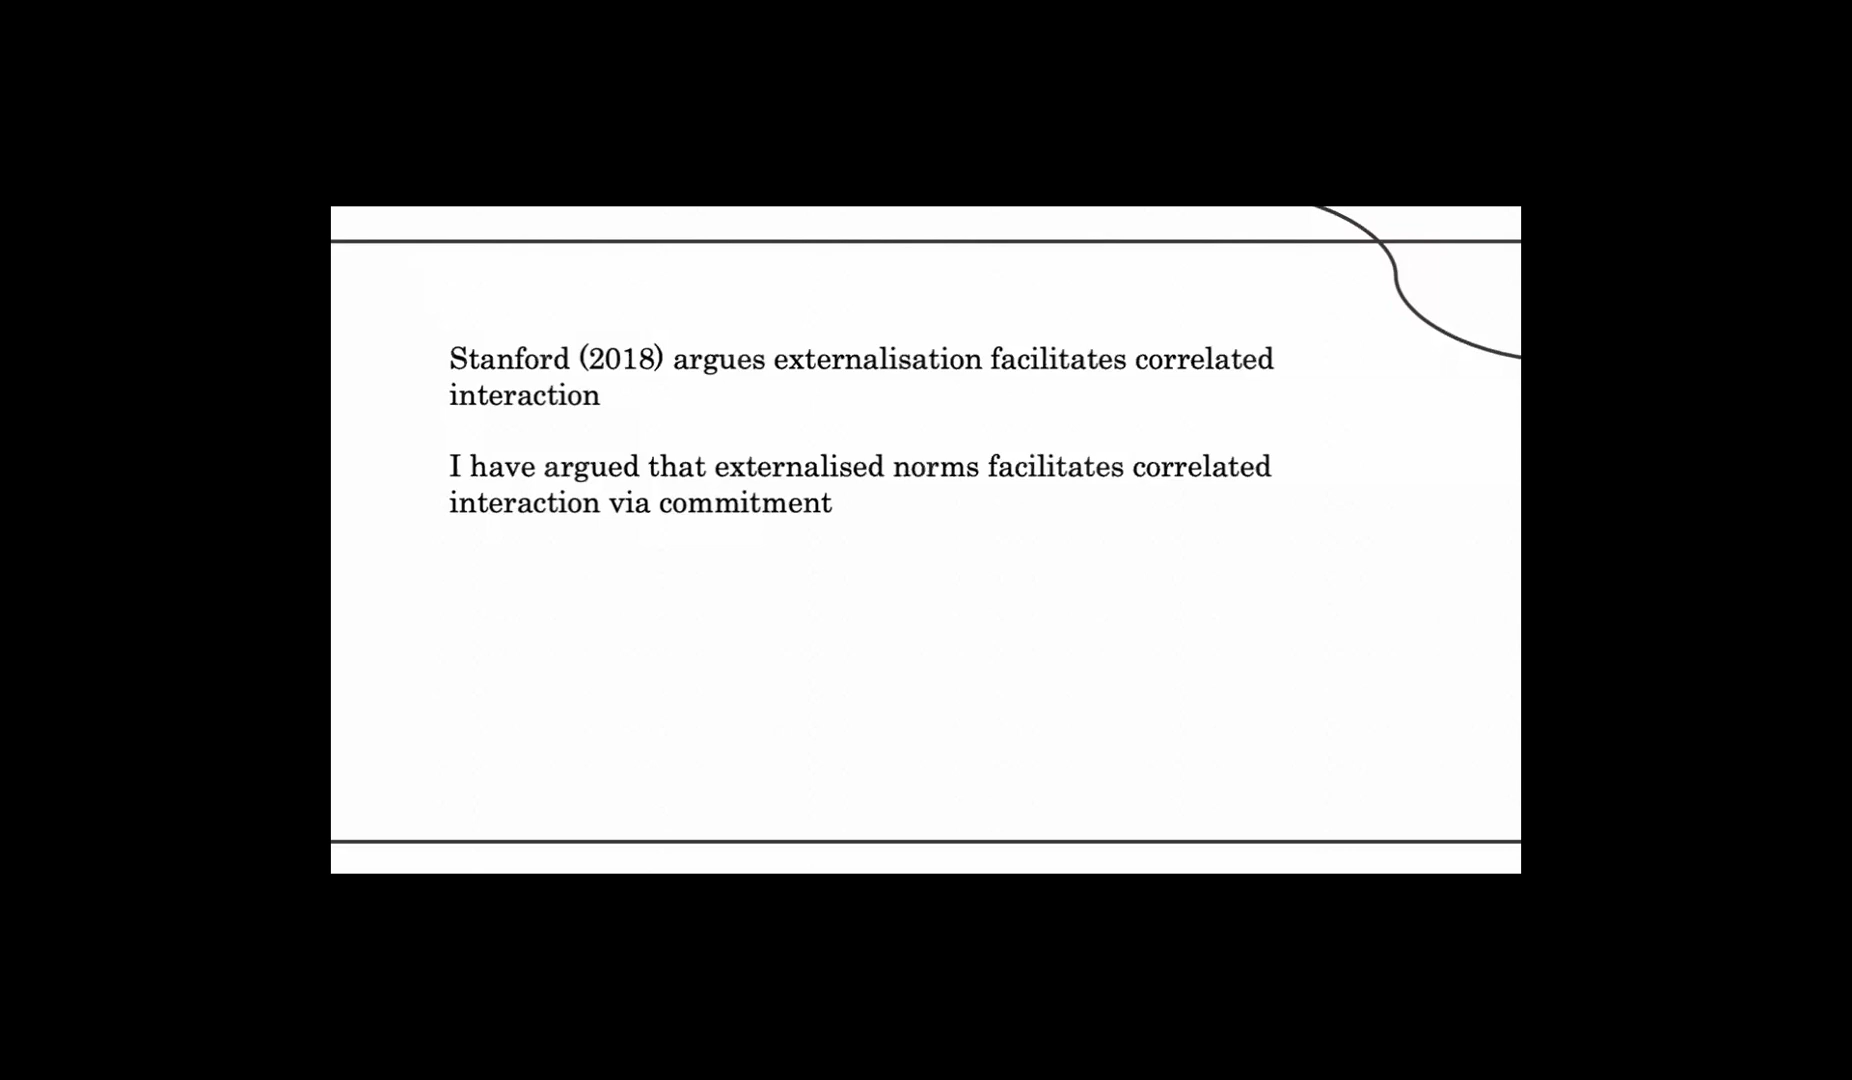 Stanford (2018) argues externalisation facilitates correlated
interaction
I have argued that externalised norms facilitates correlated
interaction via commitment